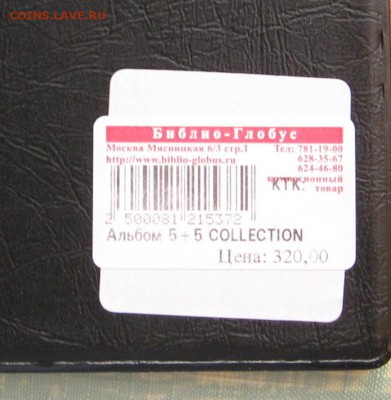 COINS.LAVE.RU
Библио-Глобус
Москва Мясницкая 6/3 стр.1 Тел: 781-19-00
http://www.biblio-globus.ru 628-35-67
624-46-80
комиссионный
КТК. товар
2 500081 215372
Альбом 5+5 COLLECTION
Цена: 320,00